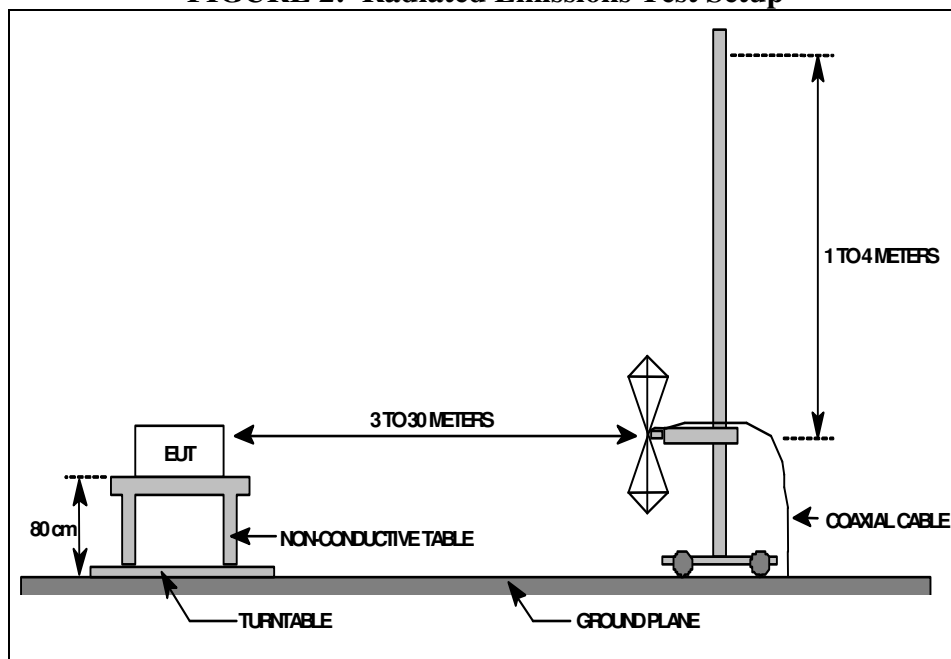 FIGURE 2: Radiated Emissions Test Setup
1 TO 4 METERS
3 TO 30 METERS
EUT
80 cm
NON-CONDUCTIVE TABLE
COAXIAL CABLE
TURNTABLE
GROUND PLANE